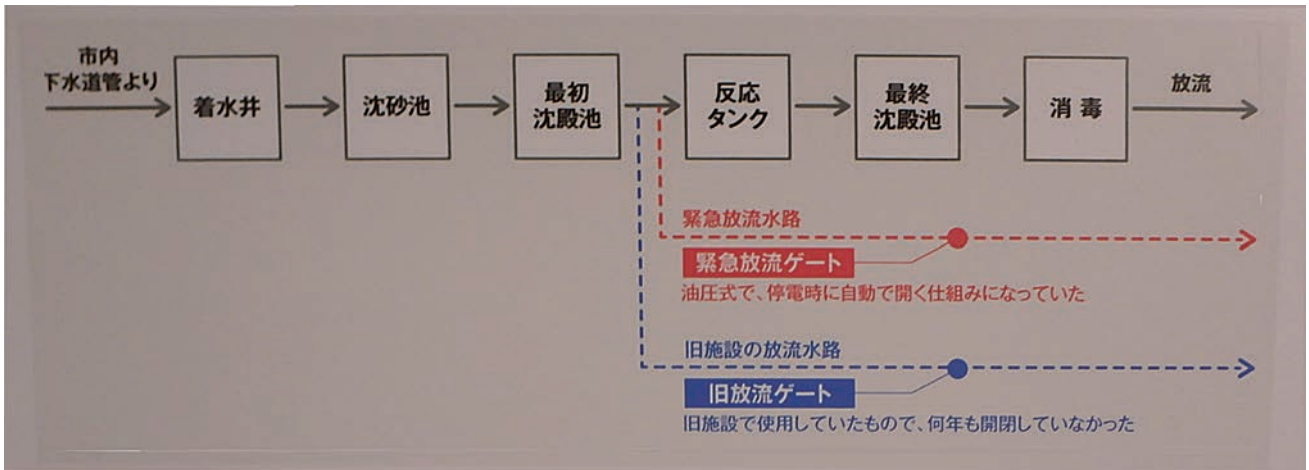 市内
下水道管より
着水井
沈砂池
最初
沈殿池
反応
タンク
最終
沈殿池
消 毒
放流
緊急放流水路
緊急放流ゲート
油圧式で、停電時に自動で開く仕組みになっていた
旧施設の放流水路
旧放流ゲート
旧施設で使用していたもので、何年も開閉していなかった